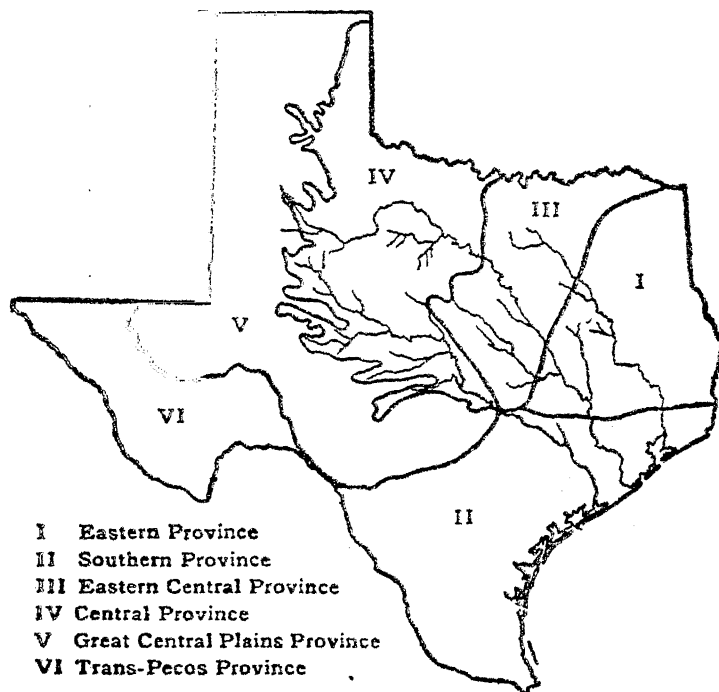 IV
III
I
V
VI
II
I Eastern Province
II Southern Province
III Eastern Central Province
IV Central Province
V Great Central Plains Province
VI Trans-Pecos Province